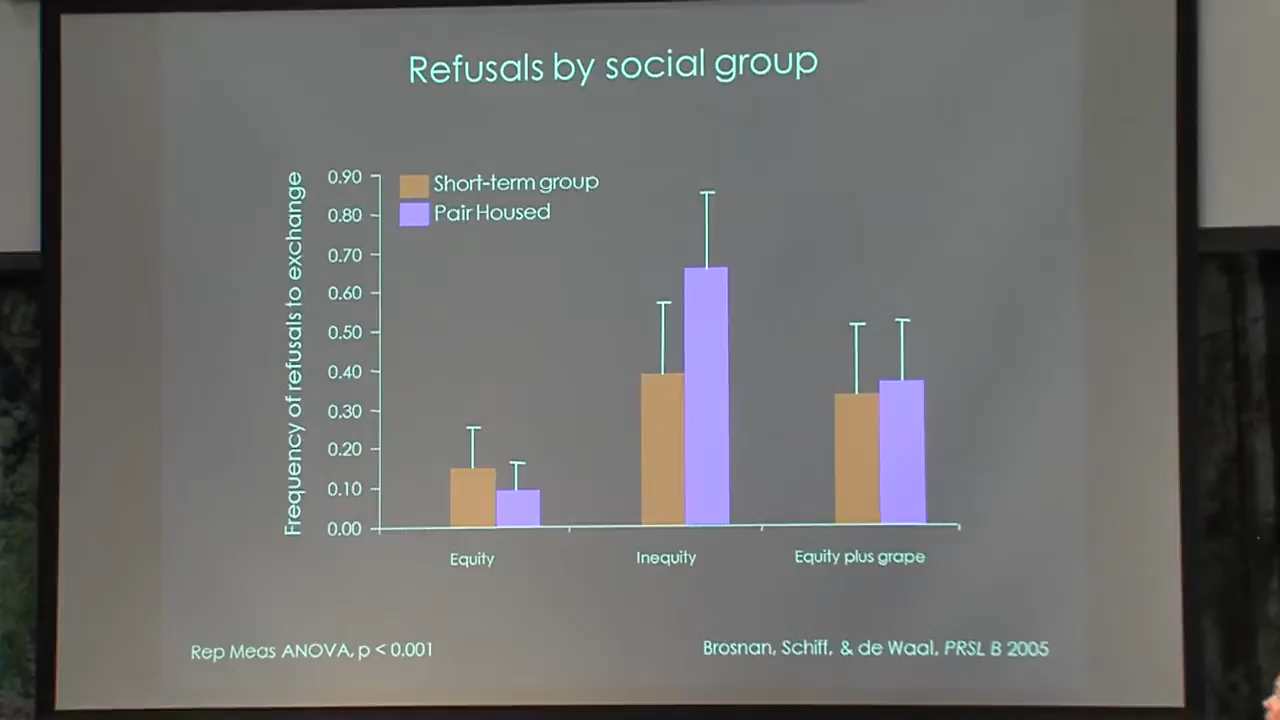 Refusals by social group
Short-term group
Pair Housed
Frequency of refusals to exchange
0.90
0.80
0.70
0.60
0.50
0.40
0.30
0.20
0.10
0.00
Equity
Inequity
Equity plus grape
Rep Meas ANOVA, p < 0.001
Brosnan, Schiff, & de Waal, PRSL B 2005